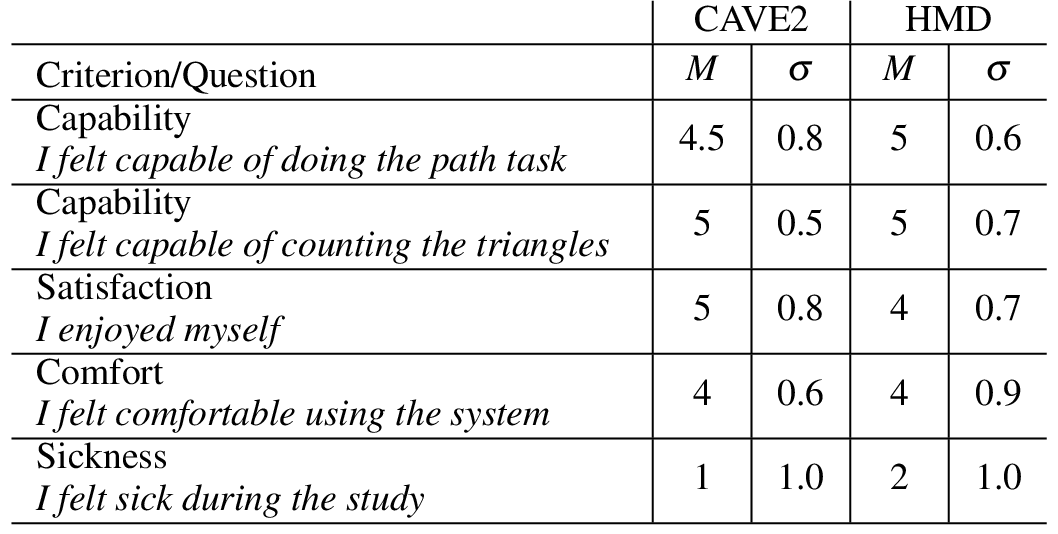 CAVE2 HMD
Criterion/Question M σ M σ
Capability
I felt capable of doing the path task 4.5 0.8 5 0.6
Capability
I felt capable of counting the triangles 5 0.5 5 0.7
Satisfaction
I enjoyed myself 5 0.8 4 0.7
Comfort
I felt comfortable using the system 4 0.6 4 0.9
Sickness
I felt sick during the study 1 1.0 2 1.0